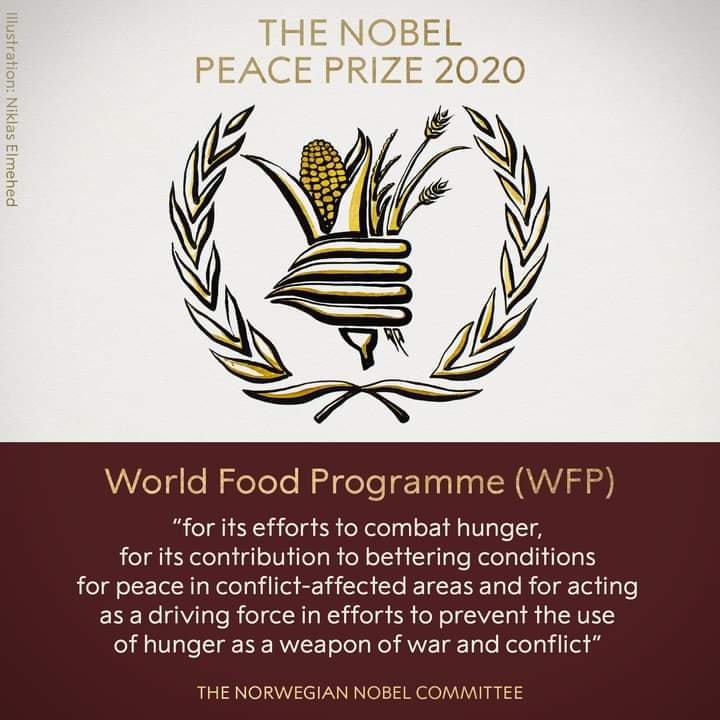 Illustration: Niklas Elmehed
THE NOBEL
PEACE PRIZE 2020
World Food Programme (WFP)
“for its efforts to combat hunger,
for its contribution to bettering conditions
for peace in conflict-affected areas and for acting
as a driving force in efforts to prevent the use
of hunger as a weapon of war and conflict”
THE NORWEGIAN NOBEL COMMITTEE